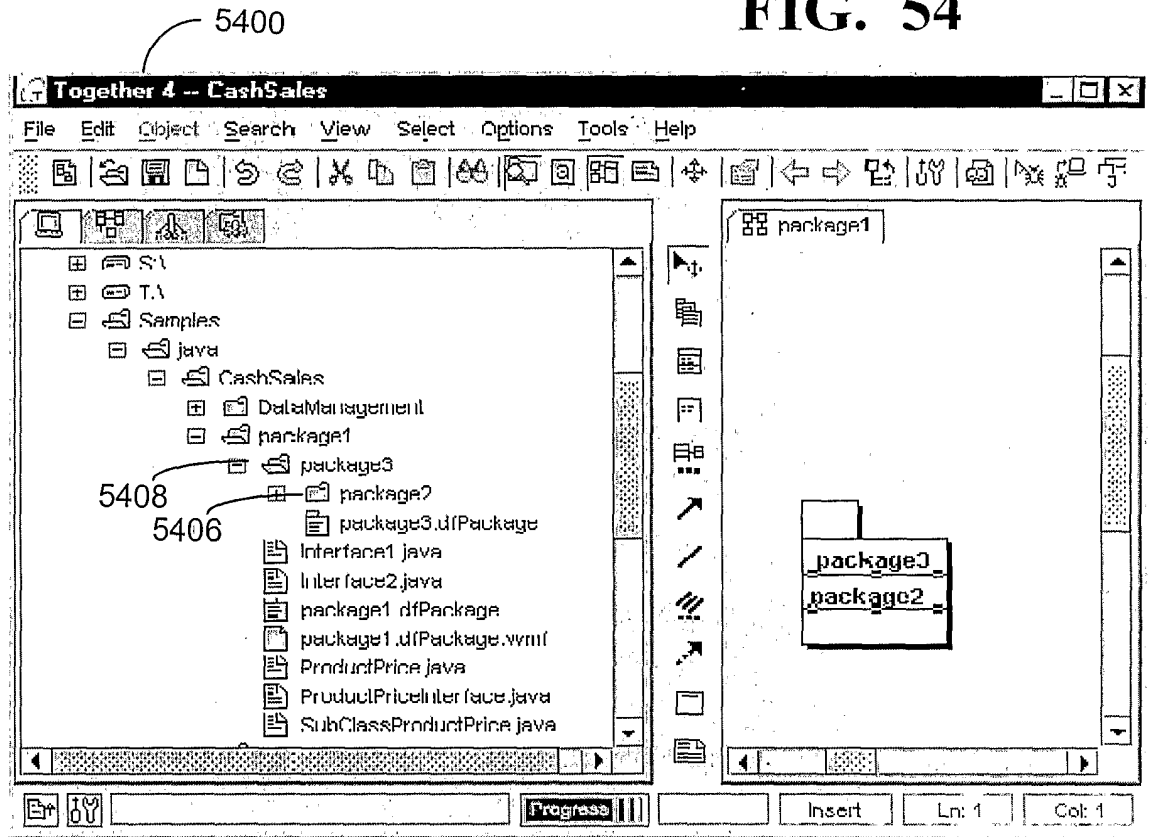 FIG. 54
5400
Together 4 -- CashSales
File Edit Object Search View Select Options Tools Help
package1
S:\
T:\
Samples
java
CashSales
DataManagement
package1
package3
5408
package2
5406
package3.dfPackage
Interface1.java
Interface2.java
package1.dfPackage
package1.dfPackage.wmf
ProductPrice.java
ProductPriceInterface.java
SubClassProductPrice.java
package3
package2
Progress
Insert
Ln: 1
Col: 1